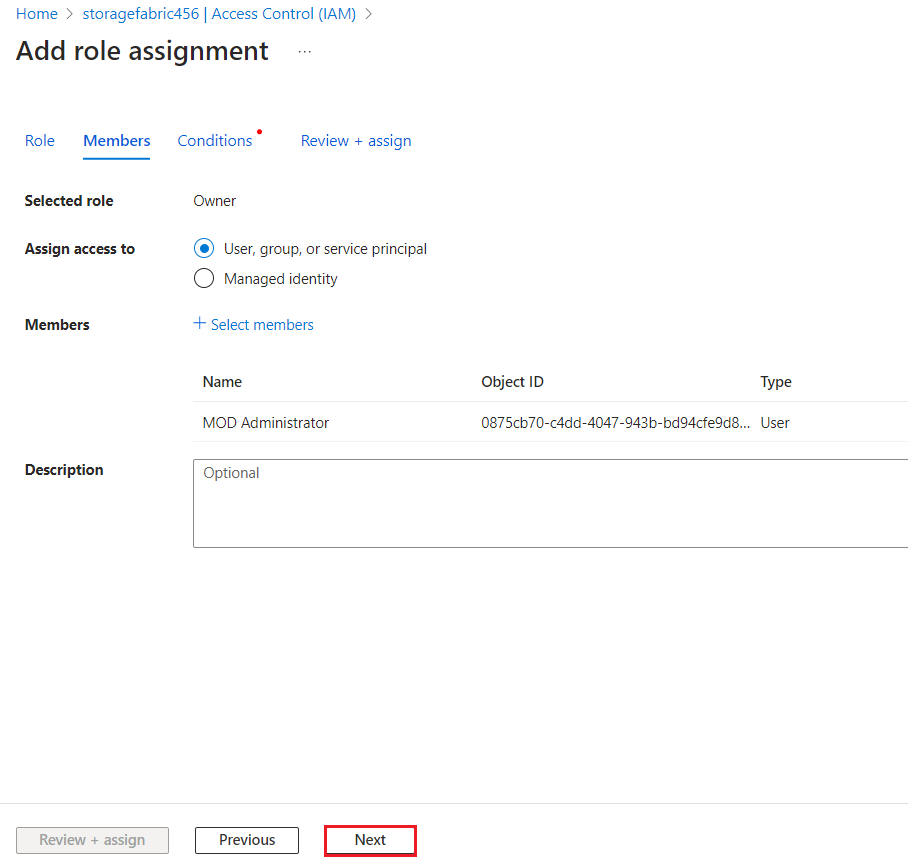 Home > storagefabric456 | Access Control (IAM) >
Add role assignment ...
Role Members Conditions Review + assign
Selected role Owner
Assign access to User, group, or service principal
Managed identity
Members + Select members
Name Object ID Type
MOD Administrator 0875cb70-c4dd-4047-943b-bd94cfe9d8... User
Description Optional
Review + assign Previous Next